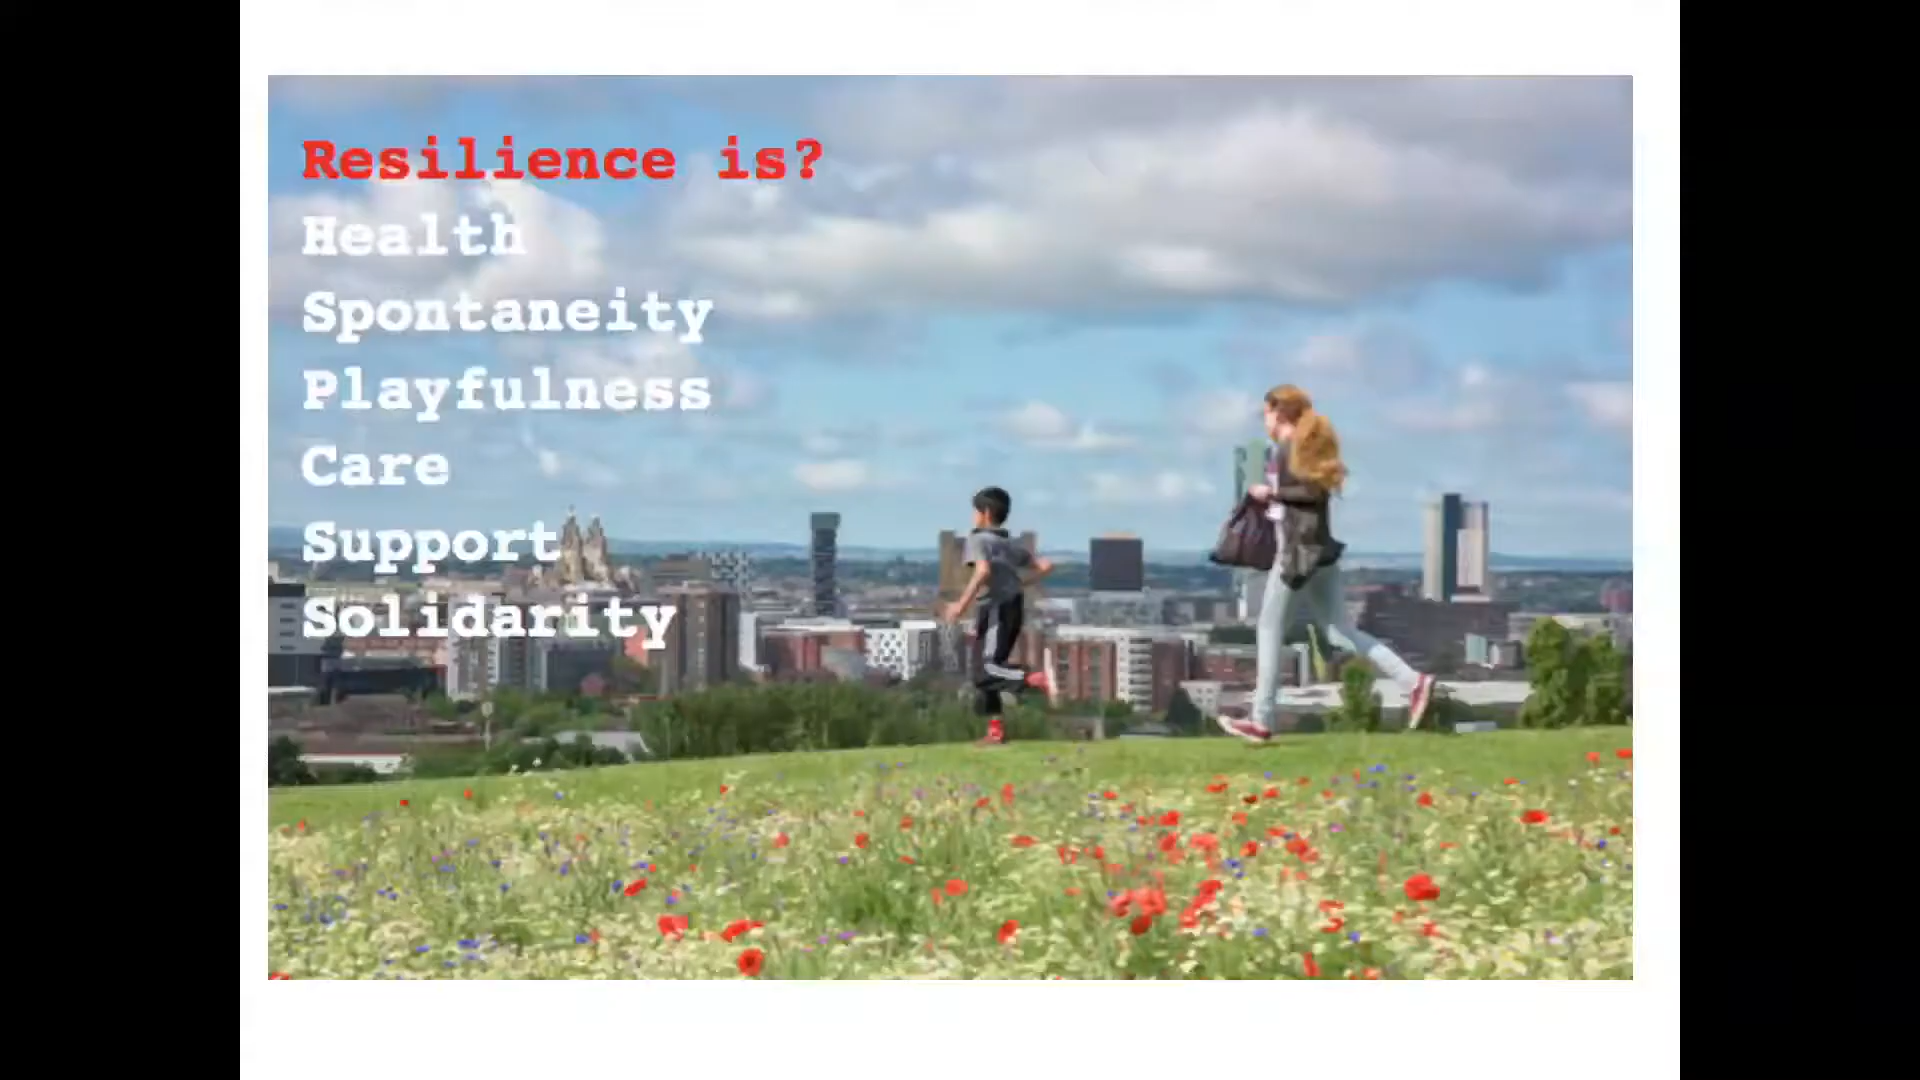 Resilience is?
Health
Spontaneity
Playfulness
Care
Support
Solidarity